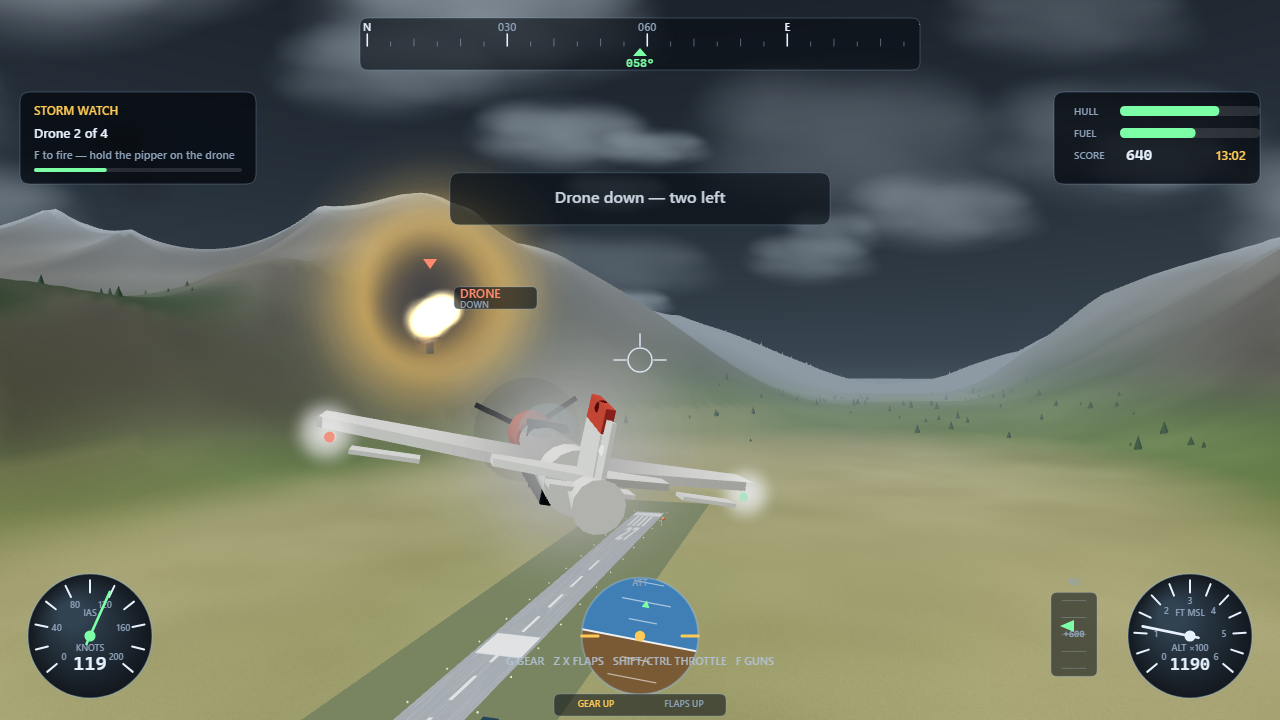 N 030 060 E
058°
STORM WATCH
Drone 2 of 4
F to fire — hold the pipper on the drone
HULL
FUEL
SCORE 640 13:02
Drone down — two left
DRONE
DOWN
80 120
IAS
40 160
KNOTS
0 200
119
ATT
G GEAR Z X FLAPS SHIFT/CTRL THROTTLE F GUNS
GEAR UP FLAPS UP
+600
3
2 4
FT MSL
1 5
ALT ×100
0 6
1190